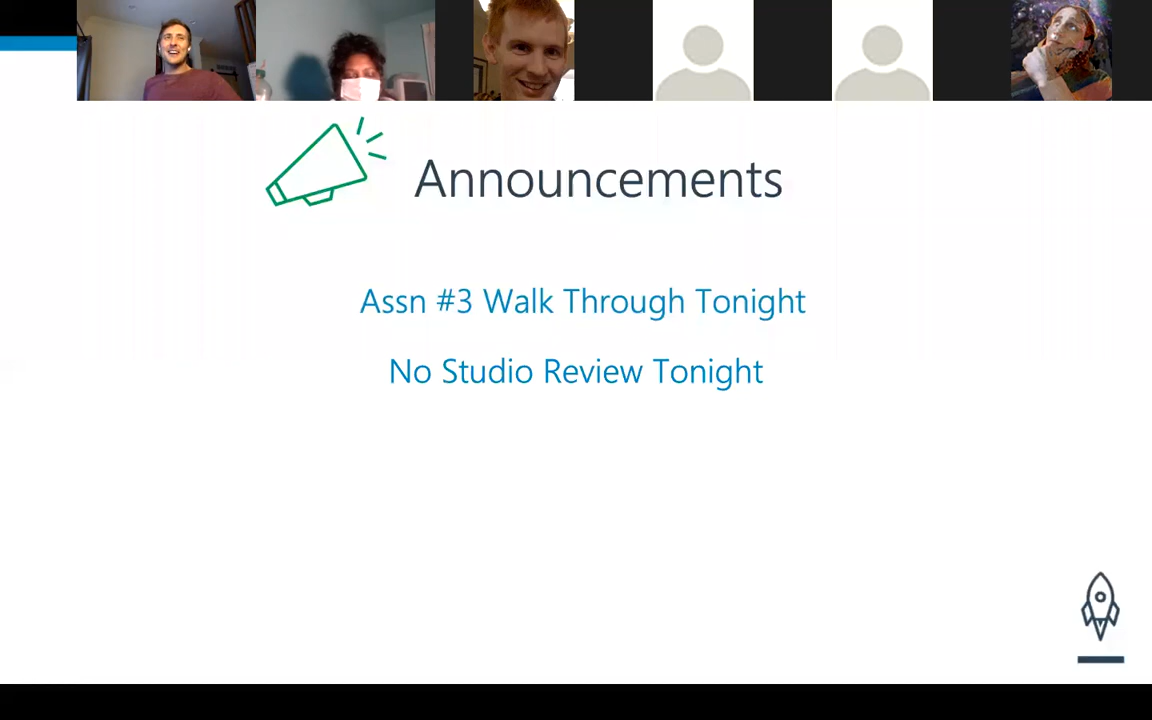 Announcements
Assn #3 Walk Through Tonight
No Studio Review Tonight